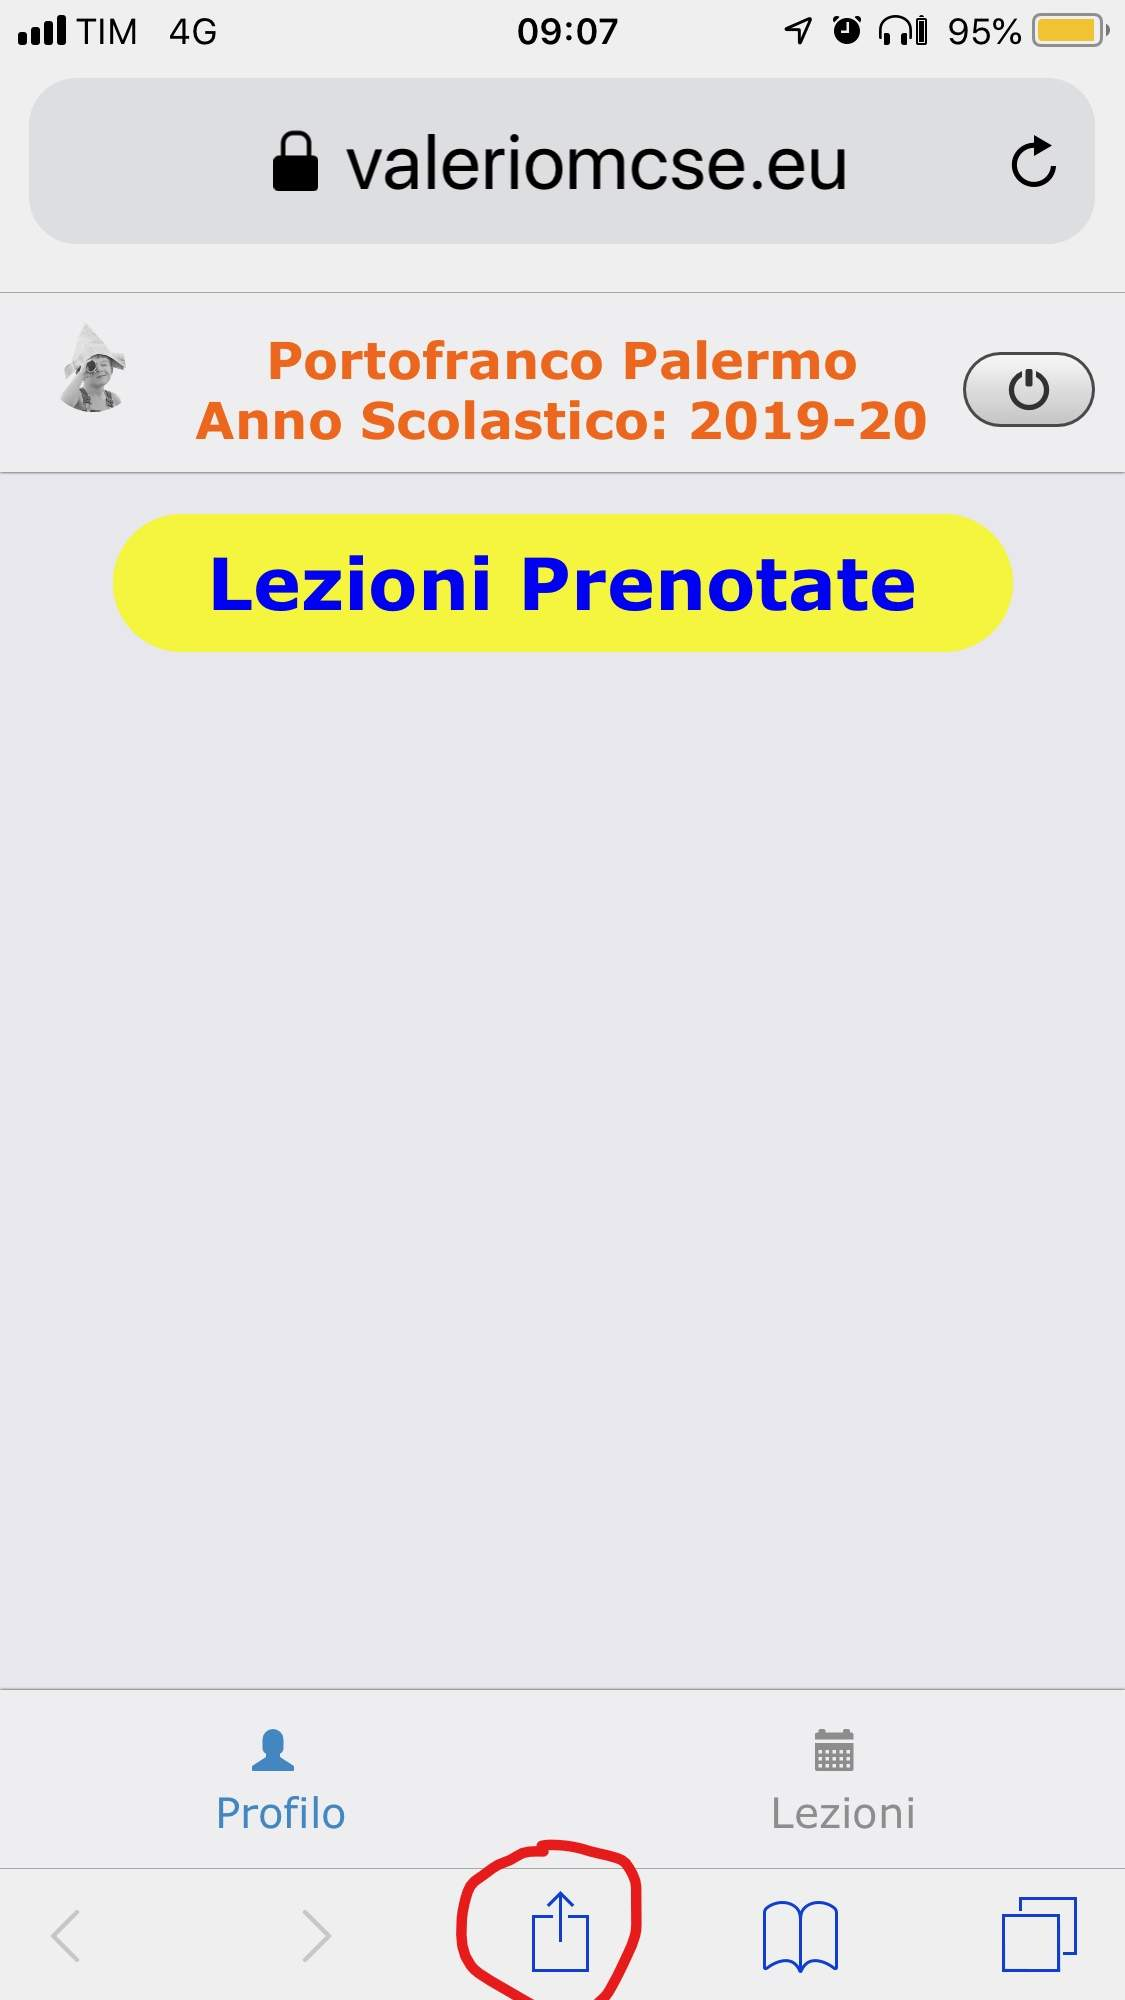 TIM 4G 09:07 95%
valeriomcse.eu
Portofranco Palermo
Anno Scolastico: 2019-20
Lezioni Prenotate
Profilo Lezioni